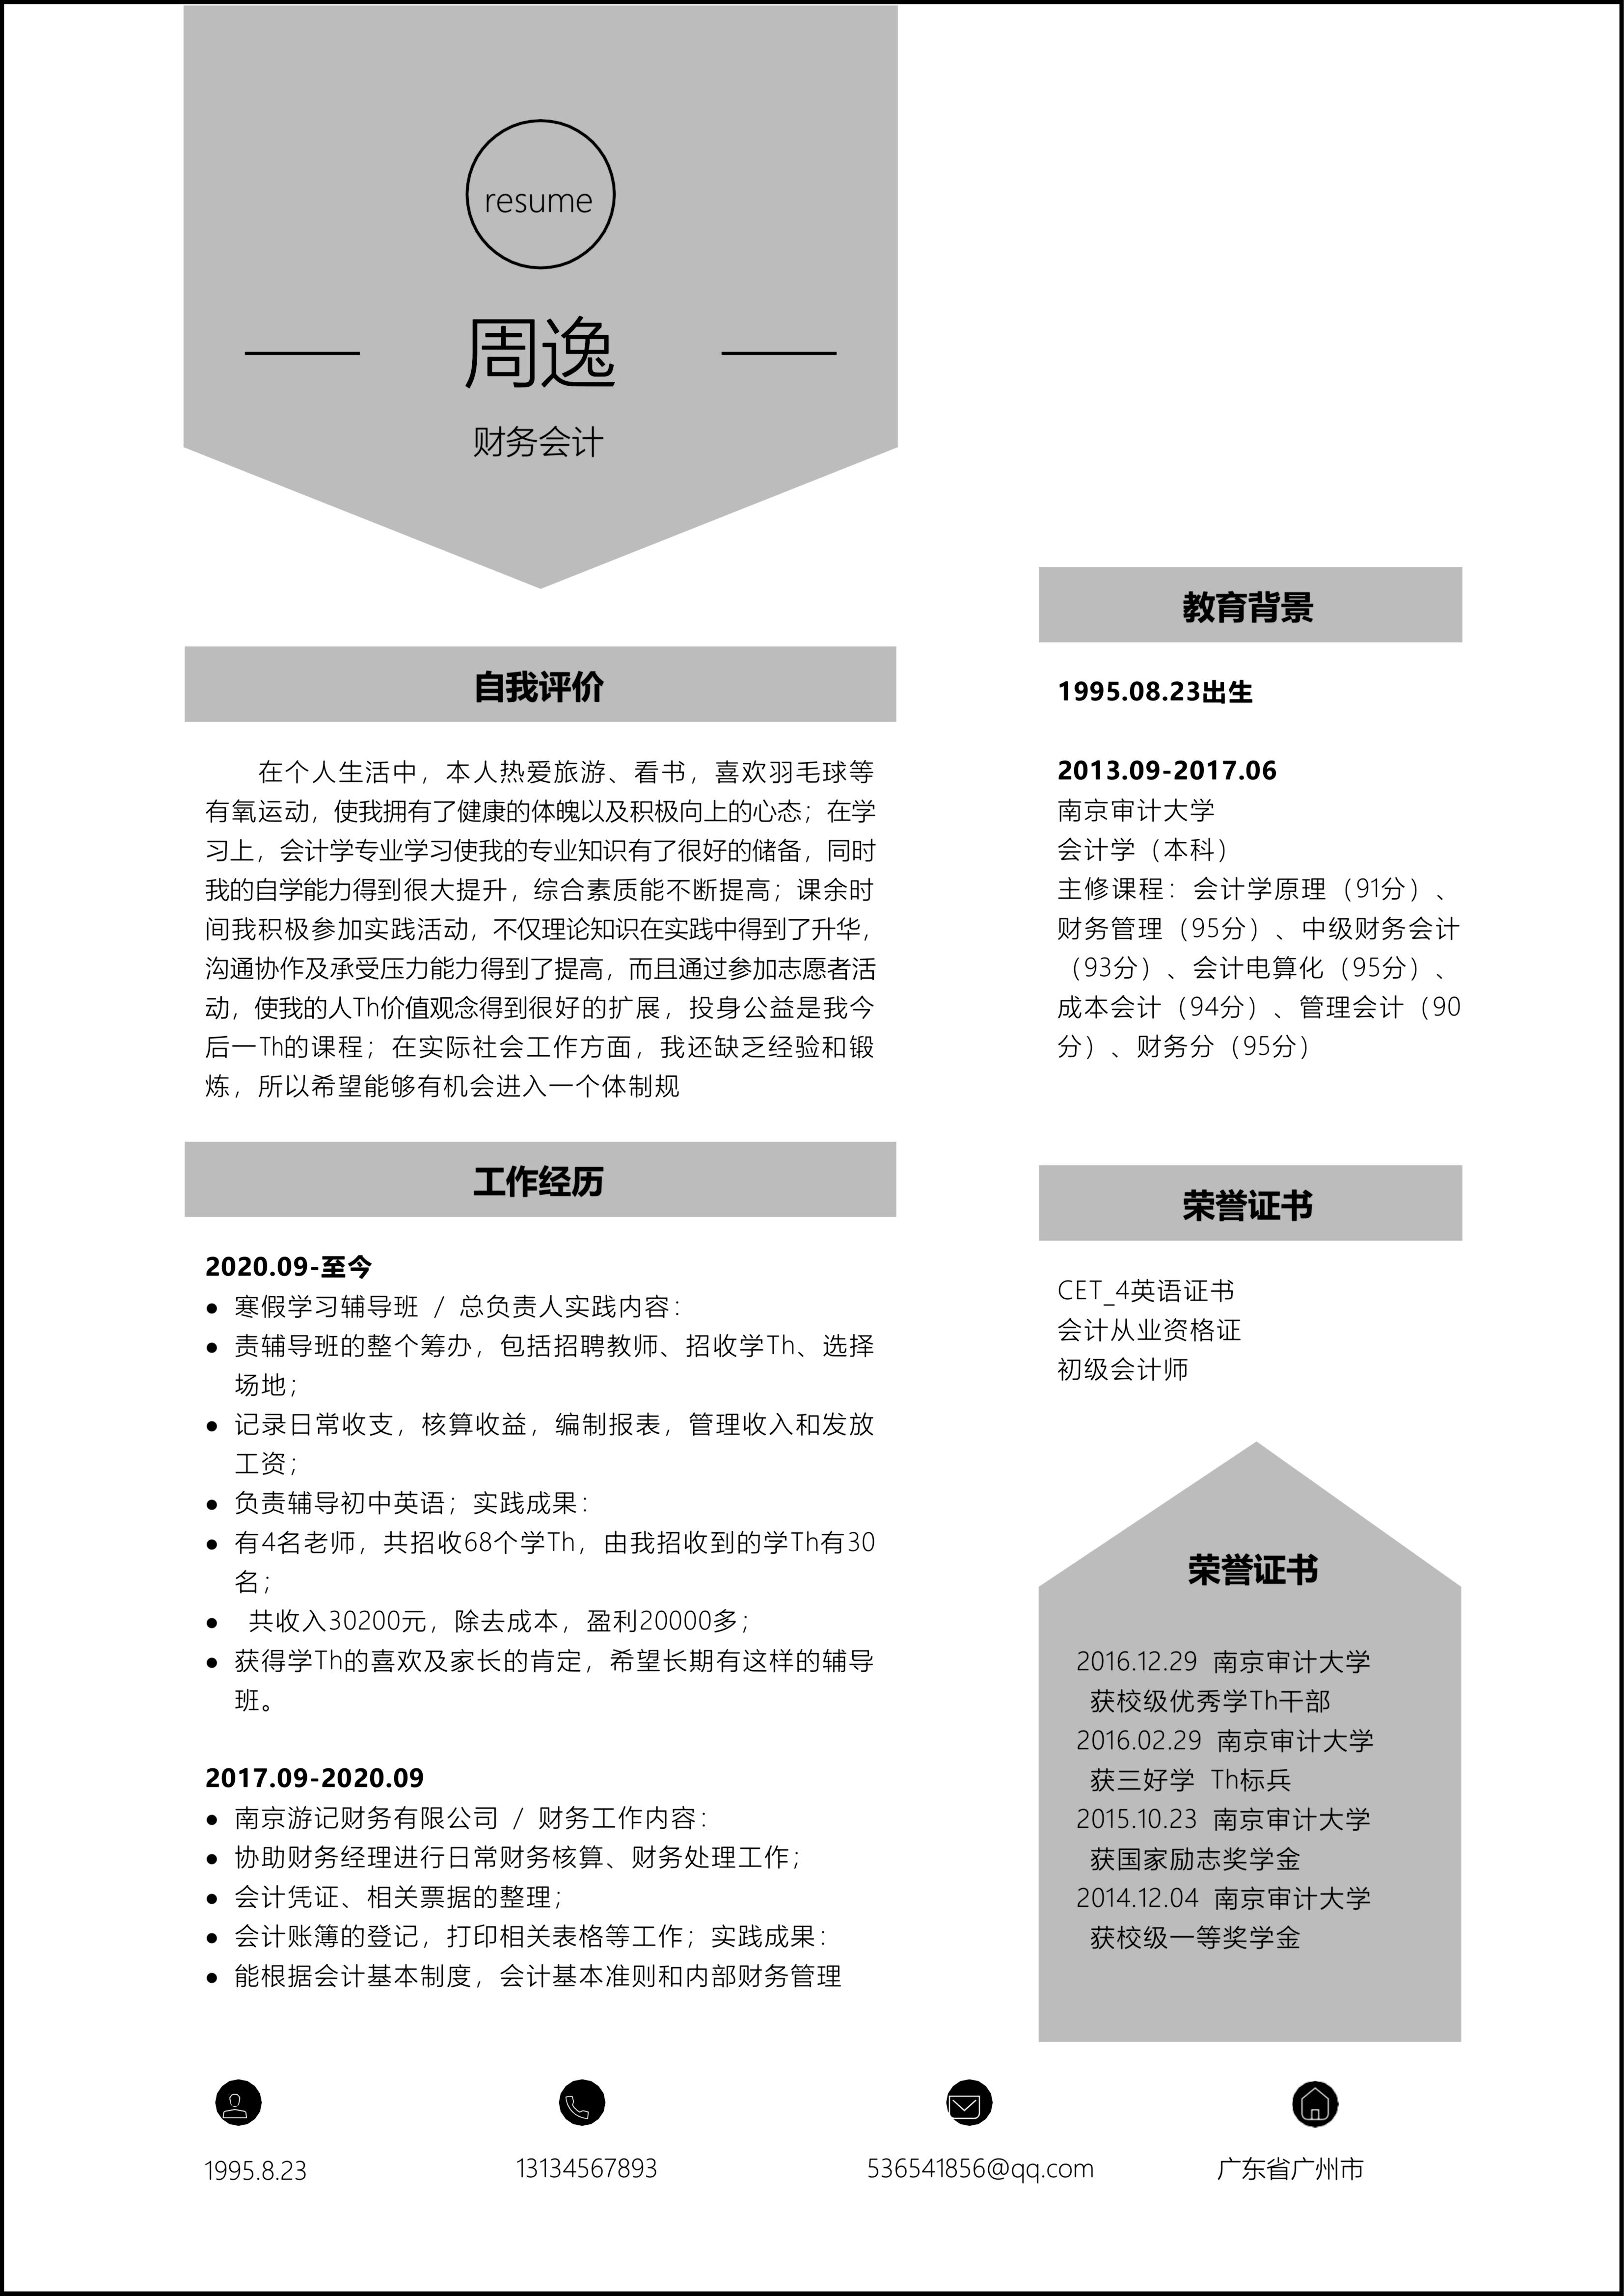 resume
周逸
财务会计
自我评价
在个人生活中，本人热爱旅游、看书，喜欢羽毛球等
有氧运动，使我拥有了健康的体魄以及积极向上的心态；在学
习上，会计学专业学习使我的专业知识有了很好的储备，同时
我的自学能力得到很大提升，综合素质能不断提高；课余时
间我积极参加实践活动，不仅理论知识在实践中得到了升华，
沟通协作及承受压力能力得到了提高，而且通过参加志愿者活
动，使我的人Th价值观念得到很好的扩展，投身公益是我今
后一Th的课程；在实际社会工作方面，我还缺乏经验和锻
炼，所以希望能够有机会进入一个体制规
工作经历
2020.09-至今
● 寒假学习辅导班 / 总负责人实践内容：
● 责辅导班的整个筹办，包括招聘教师、招收学Th、选择
场地；
● 记录日常收支，核算收益，编制报表，管理收入和发放
工资；
● 负责辅导初中英语；实践成果：
● 有4名老师，共招收68个学Th，由我招收到的学Th有30
名；
● 共收入30200元，除去成本，盈利20000多；
● 获得学Th的喜欢及家长的肯定，希望长期有这样的辅导
班。
2017.09-2020.09
● 南京游记财务有限公司 / 财务工作内容：
● 协助财务经理进行日常财务核算、财务处理工作；
● 会计凭证、相关票据的整理；
● 会计账簿的登记，打印相关表格等工作；实践成果：
● 能根据会计基本制度，会计基本准则和内部财务管理
教育背景
1995.08.23出生
2013.09-2017.06
南京审计大学
会计学（本科）
主修课程：会计学原理（91分）、
财务管理（95分）、中级财务会计
（93分）、会计电算化（95分）、
成本会计（94分）、管理会计（90
分）、财务分（95分）
荣誉证书
CET_4英语证书
会计从业资格证
初级会计师
荣誉证书
2016.12.29 南京审计大学
获校级优秀学Th干部
2016.02.29 南京审计大学
获三好学 Th标兵
2015.10.23 南京审计大学
获国家励志奖学金
2014.12.04 南京审计大学
获校级一等奖学金
1995.8.23
13134567893
536541856@qq.com
广东省广州市